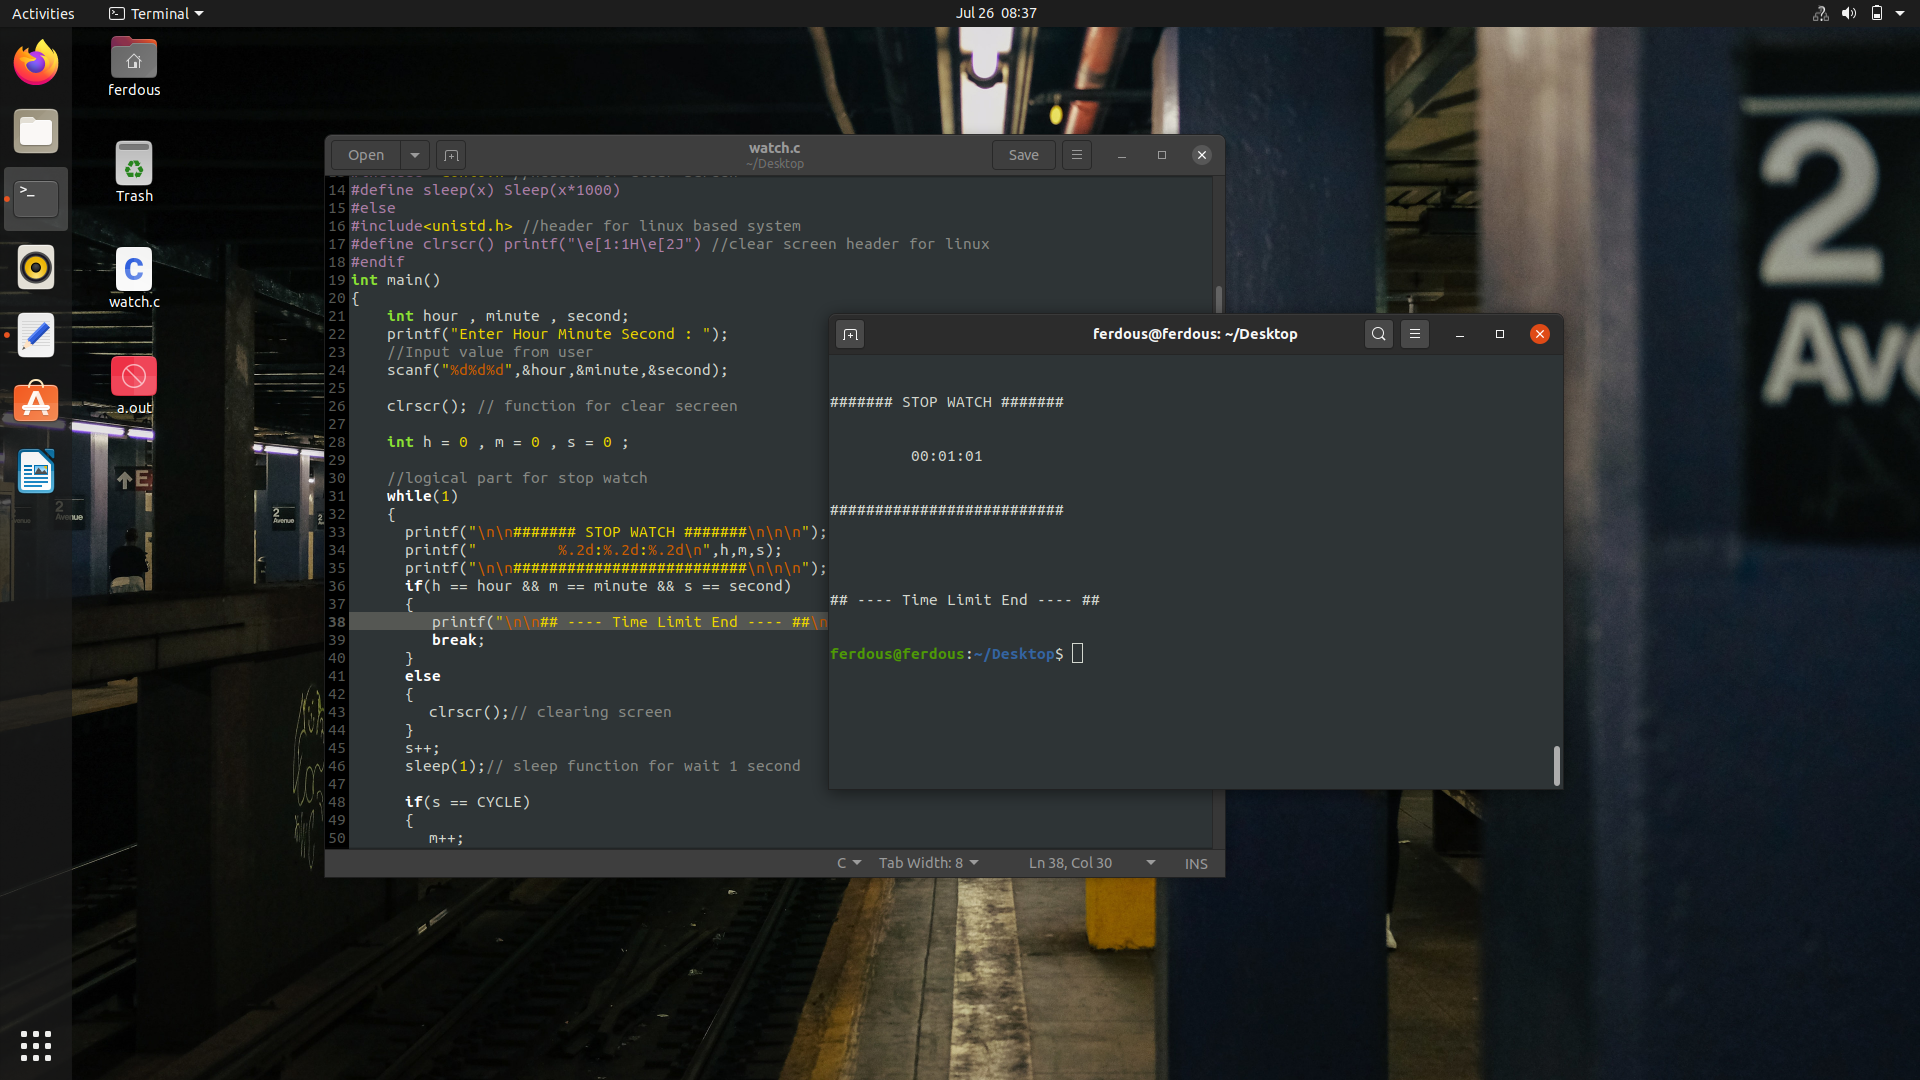 Activities
Terminal
Jul 26 08:37
ferdous
Trash
watch.c
a.out
Open
watch.c
~/Desktop
Save
14 #define sleep(x) Sleep(x*1000)
15 #else
16 #include<unistd.h> //header for linux based system
17 #define clrscr() printf("\e[1:1H\e[2J") //clear screen header for linux
18 #endif
19 int main()
20 {
21 int hour , minute , second;
22 printf("Enter Hour Minute Second : ");
23 //Input value from user
24 scanf("%d%d%d",&hour,&minute,&second);
25
26 clrscr(); // function for clear secreen
27
28 int h = 0 , m = 0 , s = 0 ;
29
30 //logical part for stop watch
31 while(1)
32 {
33 printf("\n\n####### STOP WATCH #######\n\n\n");
34 printf("         %.2d:%.2d:%.2d\n",h,m,s);
35 printf("\n\n##########################\n\n\n");
36 if(h == hour && m == minute && s == second)
37 {
38 printf("\n\n## ---- Time Limit End ---- ##\n
39 break;
40 }
41 else
42 {
43 clrscr();// clearing screen
44 }
45 s++;
46 sleep(1);// sleep function for wait 1 second
47
48 if(s == CYCLE)
49 {
50 m++;
C
Tab Width: 8
Ln 38, Col 30
INS
ferdous@ferdous: ~/Desktop
####### STOP WATCH #######
00:01:01
##########################
## ---- Time Limit End ---- ##
ferdous@ferdous:~/Desktop$
2
Avenue
2
Ave